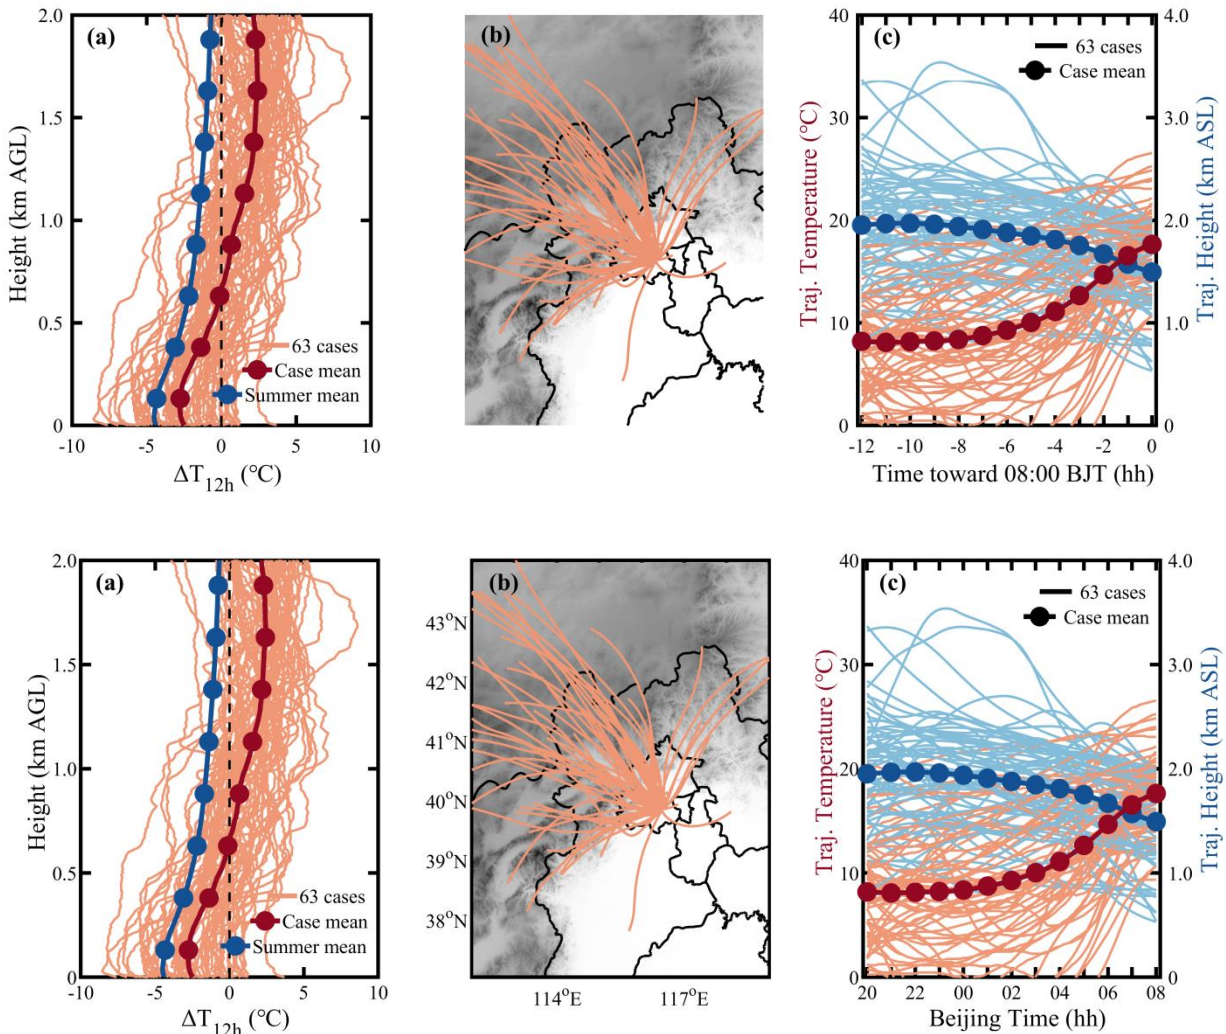 (a)
2.0
1.5
1.0
0.5
0
Height (km AGL)
63 cases
Case mean
Summer mean
-10 -5 0 5 10
ΔT12h (℃)
(b)
(c)
40
30
20
10
0
Traj. Temperature (℃)
63 cases
Case mean
4.0
3.0
2.0
1.0
0
Traj. Height (km ASL)
-12 -10 -8 -6 -4 -2 0
Time toward 08:00 BJT (hh)
(a)
2.0
1.5
1.0
0.5
0
Height (km AGL)
63 cases
Case mean
Summer mean
-10 -5 0 5 10
ΔT12h (℃)
(b)
43°N
42°N
41°N
40°N
39°N
38°N
114°E 117°E
(c)
40
30
20
10
0
Traj. Temperature (℃)
63 cases
Case mean
4.0
3.0
2.0
1.0
0
Traj. Height (km ASL)
20 22 00 02 04 06 08
Beijing Time (hh)